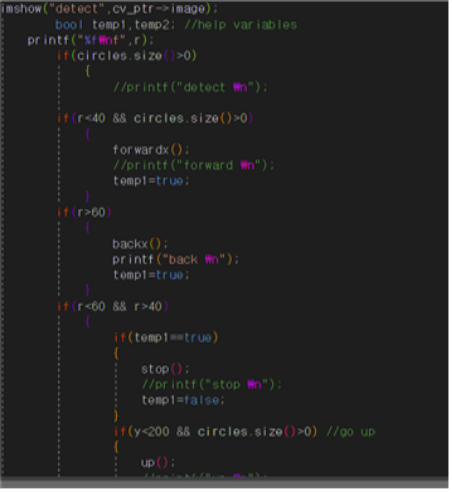 imshow("detect",cv_ptr->image);
bool temp1,temp2; //help variables
printf("%f₩nf",r);
if(circles.size()>0)
{
//printf("detect ₩n");
if(r<40 && circles.size()>0)
{
forwardx();
//printf("forward ₩n");
temp1=true;
}
if(r>60)
{
backx();
printf("back ₩n");
temp1=true;
}
if(r<60 && r>40)
{
if(temp1==true)
{
stop();
//printf("stop ₩n");
temp1=false;
}
if(y<200 && circles.size()>0) //go up
{
up();